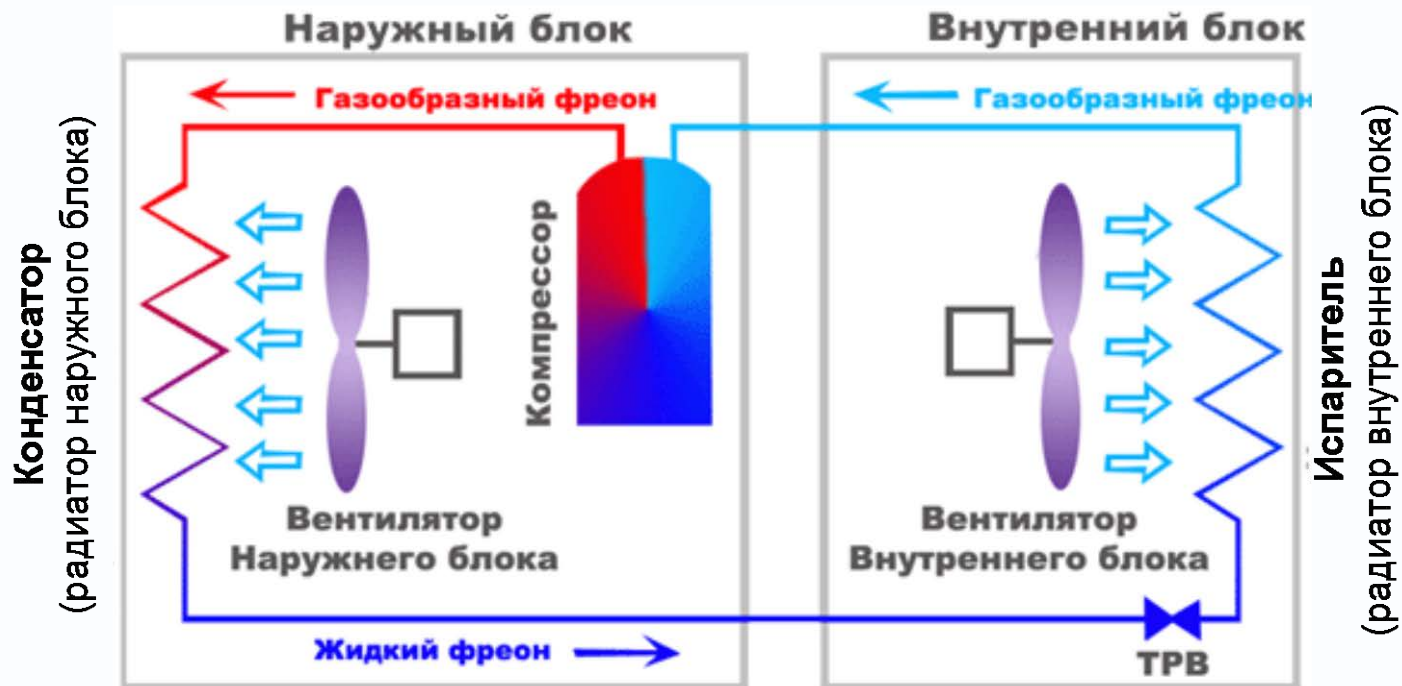 Наружный блок
Внутренний блок
Газообразный фреон
Газообразный фреон
Конденсатор
(радиатор наружного блока)
Компрессор
Испаритель
(радиатор внутреннего блока)
Вентилятор
Наружнего блока
Вентилятор
Внутреннего блока
Жидкий фреон
ТРВ